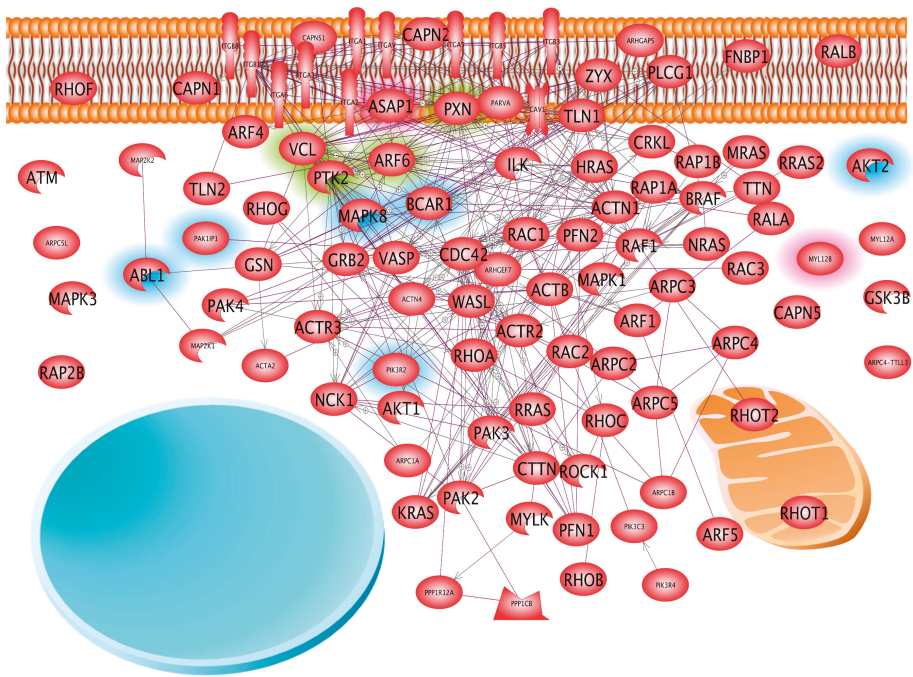 ITGB8
ITGB1
CAPNS1
ITGA1
ITGAV
CAPN2
ITGB5
ITGB3
ARHGAP5
RHOF
CAPN1
ITGA2
ASAP1
PXN
PARVA
CAV1
TLN1
ZYX
PLCG1
FNBP1
RALB
ARF4
VCL
ARF6
PTK2
ILK
HRAS
CRKL
RAP1B
MRAS
RRAS2
AKT2
ATM
MAP2K2
TLN2
RHOG
MAPK8
BCAR1
ACTN1
RAP1A
BRAF
TTN
RALA
ARPC5L
PAK1IP1
GSN
GRB2
VASP
CDC42
RAC1
PFN2
RAF1
NRAS
MYL12A
MYL12B
ABL1
ARHGEF7
MAPK1
RAC3
MAPK3
PAK4
ACTN4
WASL
ACTB
ARPC3
GSK3B
CAPN5
ACTR3
ACTR2
ARF1
MAP2K1
ACTA2
RHOA
RAC2
ARPC2
ARPC4
ARPC4-TTLL3
RAP2B
PIK3R2
NCK1
AKT1
RRAS
RHOC
ARPC5
RHOT2
PAK3
ARPC1A
CTTN
ROCK1
ARPC1B
KRAS
PAK2
MYLK
PFN1
PIK3C3
ARF5
RHOT1
RHOB
PIK3R4
PPP1R12A
PPP1CB